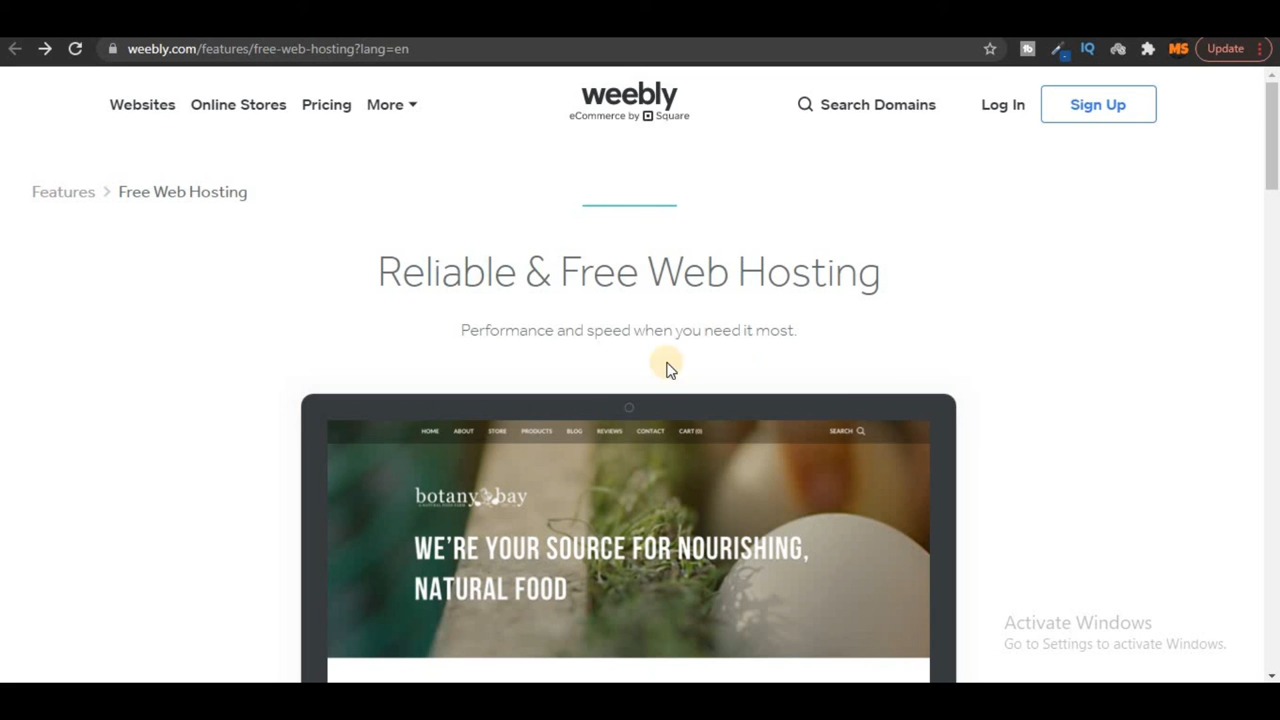 weebly.com/features/free-web-hosting?lang=en
IQ
MS
Update
Websites Online Stores Pricing More
weebly
eCommerce by Square
Search Domains
Log In
Sign Up
Features > Free Web Hosting
Reliable & Free Web Hosting
Performance and speed when you need it most.
HOME ABOUT STORE PRODUCTS BLOG REVIEWS CONTACT CART (0) SEARCH
botany bay
WE'RE YOUR SOURCE FOR NOURISHING,
NATURAL FOOD
Activate Windows
Go to Settings to activate Windows.